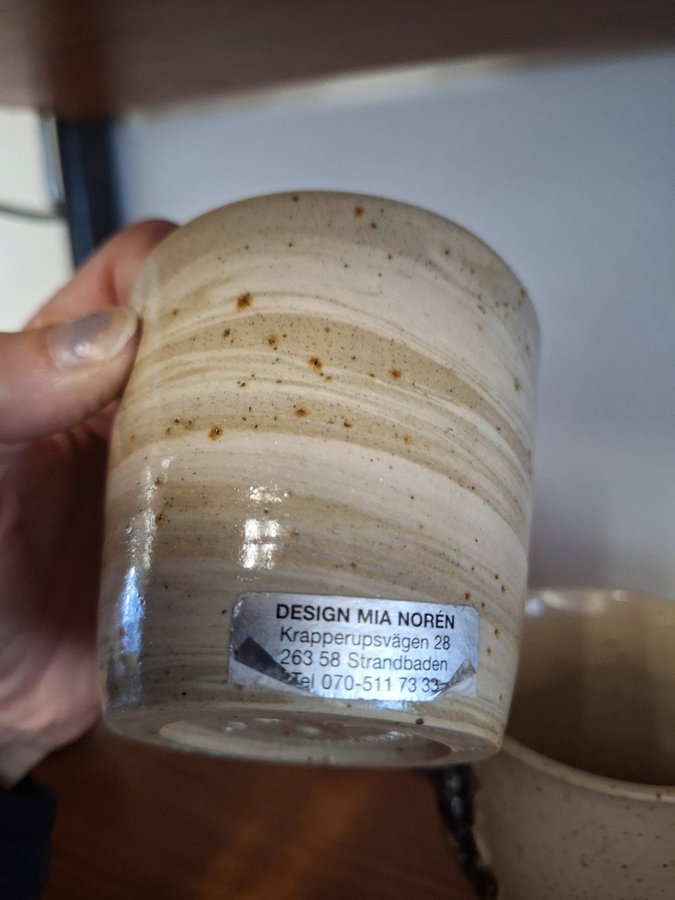 DESIGN MIA NORÉN
Krapperupsvägen 28
263 58 Strandbaden
Tel 070-511 73 33